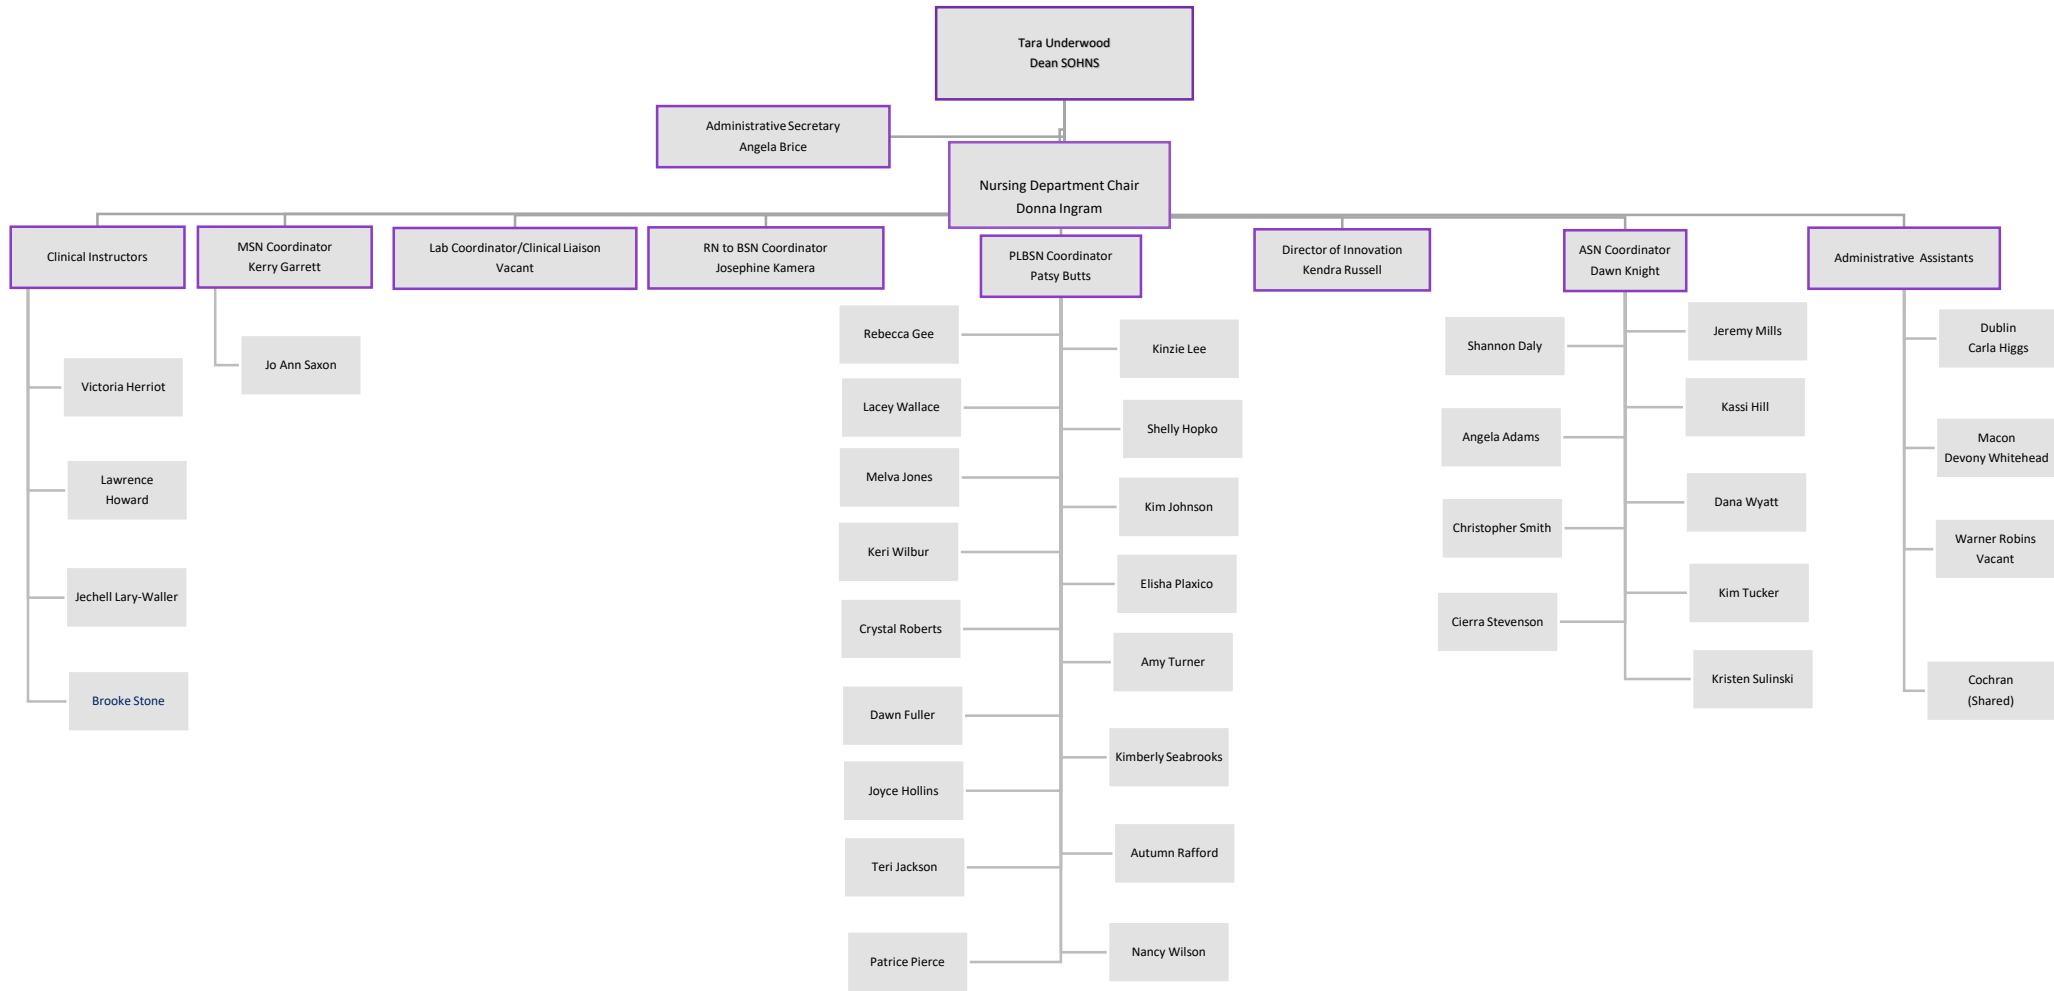 Tara Underwood
Dean SOHNS
Administrative Secretary
Angela Brice
Nursing Department Chair
Donna Ingram
Clinical Instructors
MSN Coordinator
Kerry Garrett
Lab Coordinator/Clinical Liaison
Vacant
RN to BSN Coordinator
Josephine Kamera
PLBSN Coordinator
Patsy Butts
Director of Innovation
Kendra Russell
ASN Coordinator
Dawn Knight
Administrative Assistants
Victoria Herriot
Lawrence
Howard
Jechell Lary-Waller
Brooke Stone
Jo Ann Saxon
Rebecca Gee
Lacey Wallace
Melva Jones
Keri Wilbur
Crystal Roberts
Dawn Fuller
Joyce Hollins
Teri Jackson
Patrice Pierce
Kinzie Lee
Shelly Hopko
Kim Johnson
Elisha Plaxico
Amy Turner
Kimberly Seabrooks
Autumn Rafford
Nancy Wilson
Shannon Daly
Angela Adams
Christopher Smith
Cierra Stevenson
Jeremy Mills
Kassi Hill
Dana Wyatt
Kim Tucker
Kristen Sulinski
Dublin
Carla Higgs
Macon
Devony Whitehead
Warner Robins
Vacant
Cochran
(Shared)